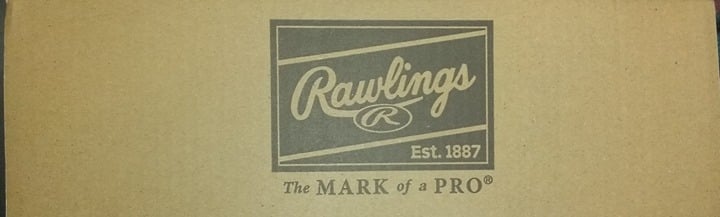 Rawlings
R
Est. 1887
The MARK of a PRO®